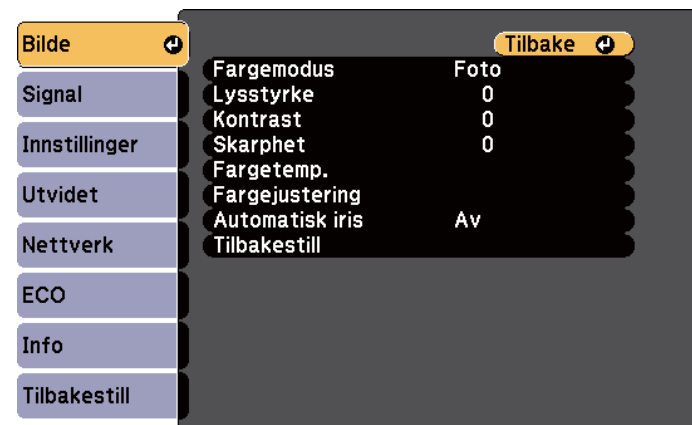 Bilde
Signal
Innstillinger
Utvidet
Nettverk
ECO
Info
Tilbakestill
Tilbake
Fargemodus Foto
Lysstyrke 0
Kontrast 0
Skarphet 0
Fargetemp.
Fargejustering
Automatisk iris Av
Tilbakestill